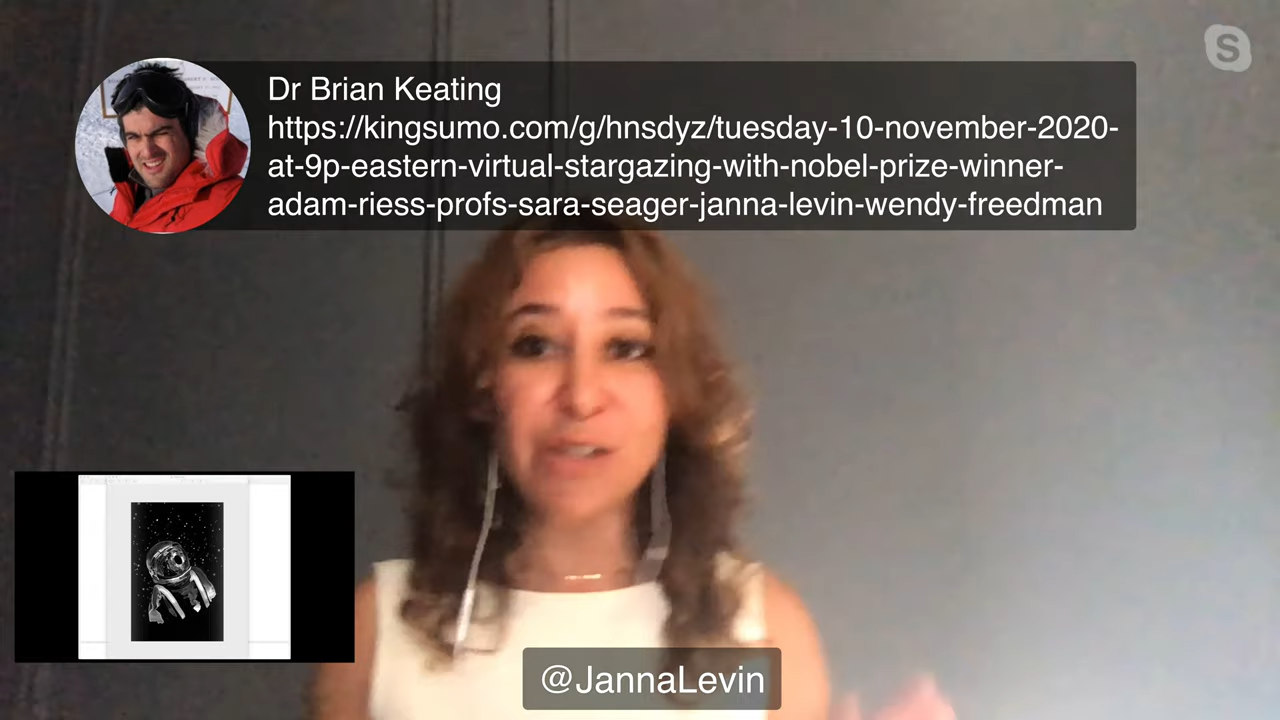 S
Dr Brian Keating
https://kingsumo.com/g/hnsdyz/tuesday-10-november-2020-
at-9p-eastern-virtual-stargazing-with-nobel-prize-winner-
adam-riess-profs-sara-seager-janna-levin-wendy-freedman
@JannaLevin